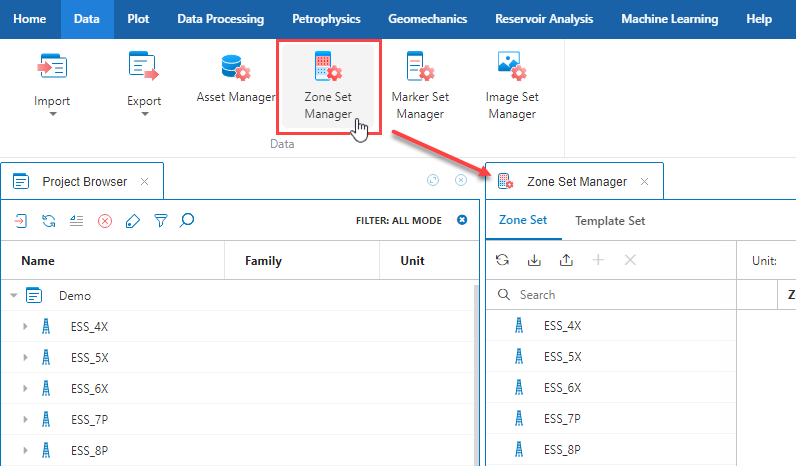 Home Data Plot Data Processing Petrophysics Geomechanics Reservoir Analysis Machine Learning Help
Import Export Asset Manager Zone Set Manager Marker Set Manager Image Set Manager
Data
Project Browser Zone Set Manager
Zone Set Template Set
FILTER: ALL MODE
Name Family Unit
Unit:
Search Z
Demo
ESS_4X ESS_4X
ESS_5X ESS_5X
ESS_6X ESS_6X
ESS_7P ESS_7P
ESS_8P ESS_8P